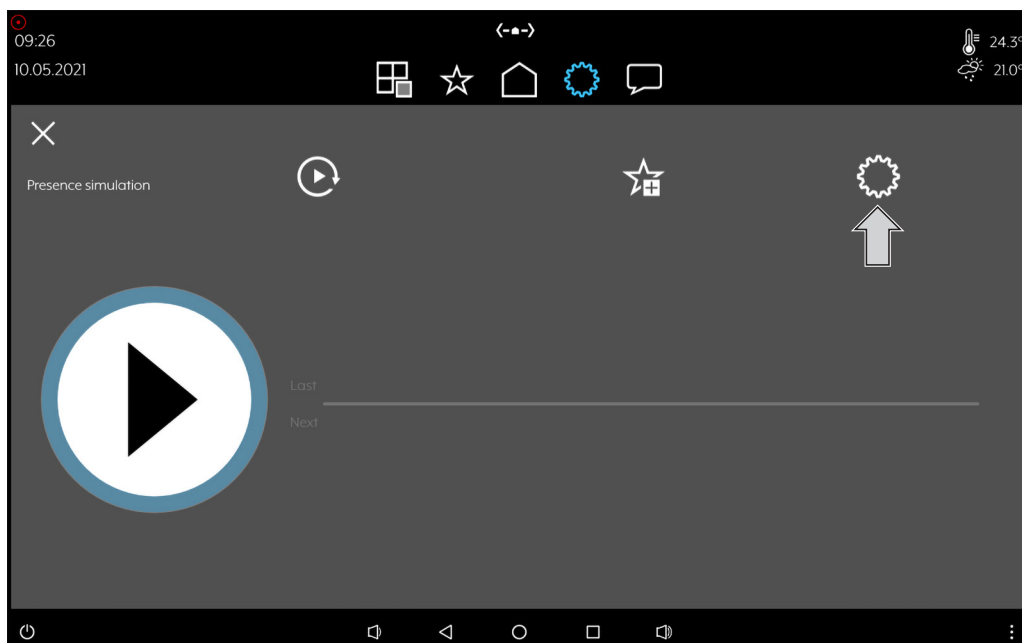 09:26
24.3°
10.05.2021
21.0°
Presence simulation
Last
Next